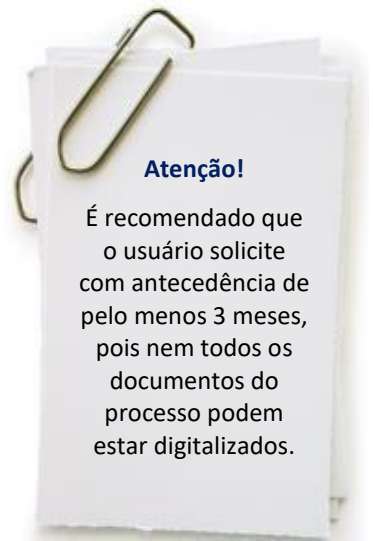 Atenção!
É recomendado que
o usuário solicite
com antecedência de
pelo menos 3 meses,
pois nem todos os
documentos do
processo podem
estar digitalizados.